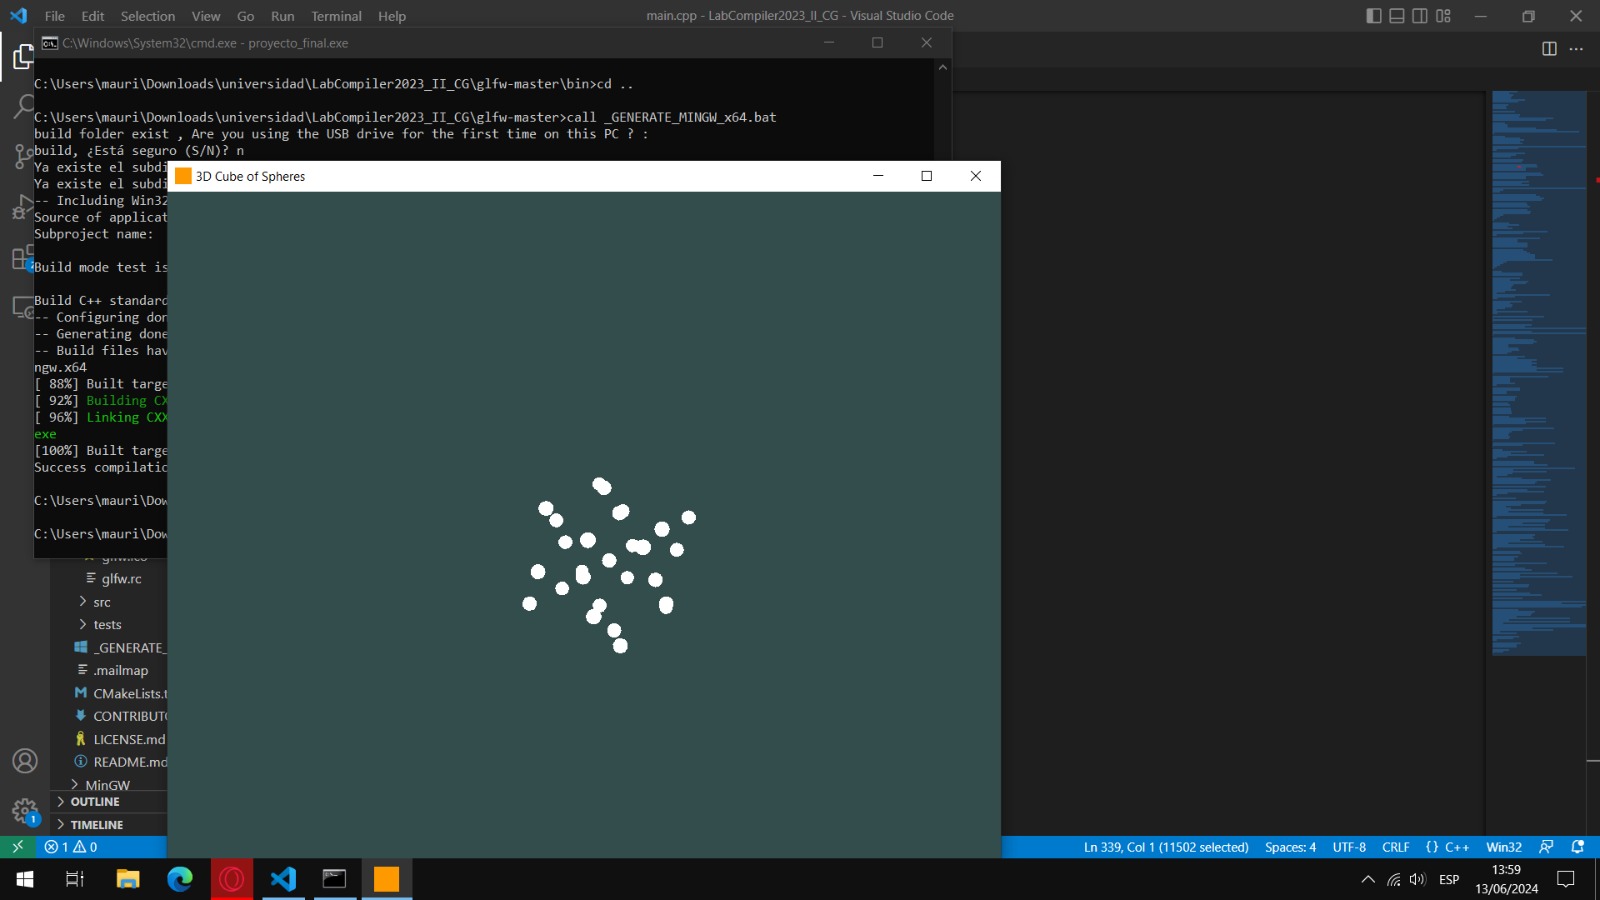 File Edit Selection View Go Run Terminal Help
main.cpp - LabCompiler2023_II_CG - Visual Studio Code
C:\Windows\System32\cmd.exe - proyecto_final.exe
C:\Users\mauri\Downloads\universidad\LabCompiler2023_II_CG\glfw-master\bin>cd ..
C:\Users\mauri\Downloads\universidad\LabCompiler2023_II_CG\glfw-master>call _GENERATE_MINGW_x64.bat
build folder exist , Are you using the USB drive for the first time on this PC ? :
build, ¿Está seguro (S/N)? n
Ya existe el subdi
Ya existe el subdi
-- Including Win32
Source of applicat
Subproject name:
Build mode test is
Build C++ standard
-- Configuring don
-- Generating done
-- Build files hav
ngw.x64
[ 88%] Built targe
[ 92%] Building CX
[ 96%] Linking CXX
exe
[100%] Built targe
Success compilatio
C:\Users\mauri\Dow
C:\Users\mauri\Dow
3D Cube of Spheres
glfw.rc
src
tests
_GENERATE_
.mailmap
CMakeLists.t
CONTRIBUTO
LICENSE.md
README.md
MinGW
OUTLINE
TIMELINE
1
1 0
Ln 339, Col 1 (11502 selected) Spaces: 4 UTF-8 CRLF {} C++ Win32
ESP
13:59
13/06/2024